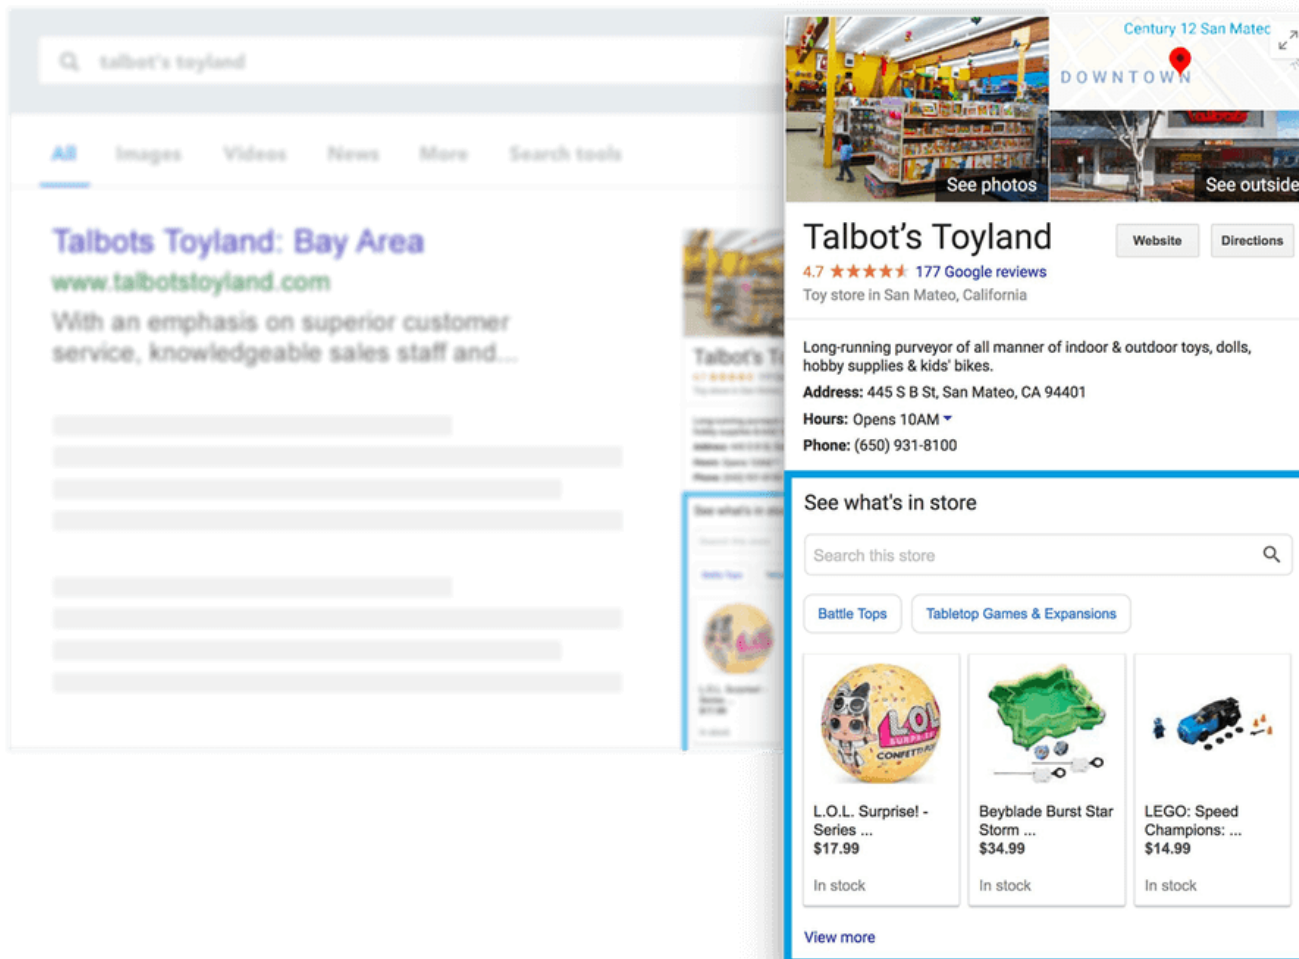 talbot's toyland
All Images Videos News More Search tools
Talbots Toyland: Bay Area
www.talbotstoyland.com
With an emphasis on superior customer
service, knowledgeable sales staff and...
Century 12 San Mateo
DOWNTOWN
See photos
See outside
Talbot's Toyland
Website
Directions
4.7 177 Google reviews
Toy store in San Mateo, California
Long-running purveyor of all manner of indoor & outdoor toys, dolls,
hobby supplies & kids' bikes.
Address: 445 S B St, San Mateo, CA 94401
Hours: Opens 10AM
Phone: (650) 931-8100
See what's in store
Search this store
Battle Tops
Tabletop Games & Expansions
LOL
SURPRISE
CONFETTI
L.O.L. Surprise! -
Series ...
$17.99
In stock
Beyblade Burst Star
Storm ...
$34.99
In stock
LEGO: Speed
Champions: ...
$14.99
In stock
View more